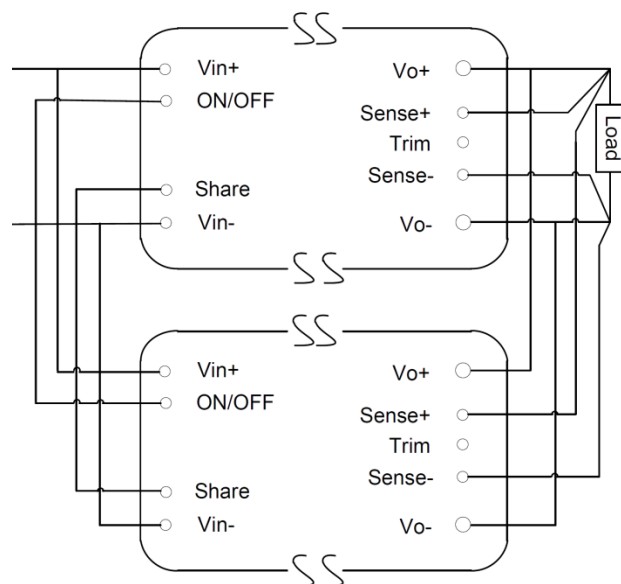 Vin+
Vo+
ON/OFF
Sense+
Trim
Load
Share
Sense-
Vin-
Vo-
Vin+
Vo+
ON/OFF
Sense+
Trim
Sense-
Share
Vin-
Vo-